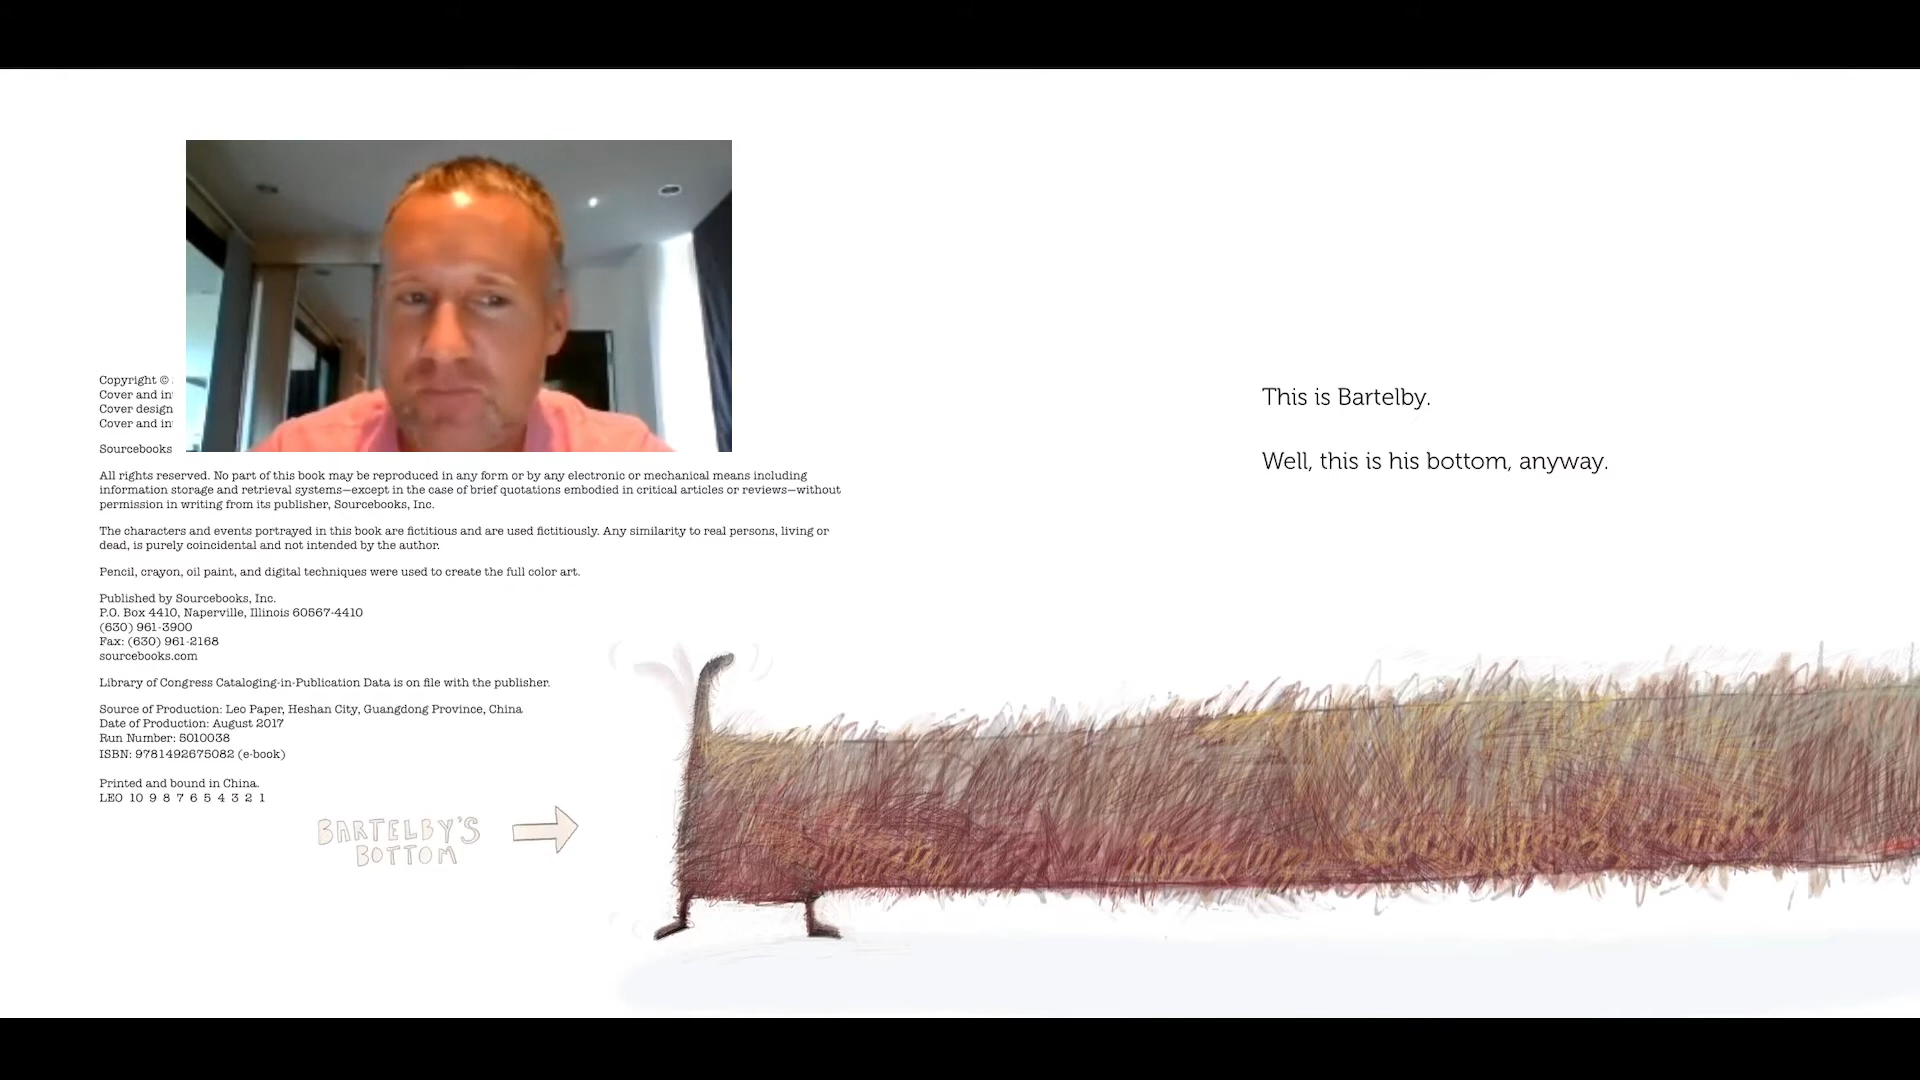 Copyright ©
Cover and in
Cover design
Cover and in
Sourcebooks
All rights reserved. No part of this book may be reproduced in any form or by any electronic or mechanical means including
information storage and retrieval systems—except in the case of brief quotations embodied in critical articles or reviews—without
permission in writing from its publisher, Sourcebooks, Inc.
The characters and events portrayed in this book are fictitious and are used fictitiously. Any similarity to real persons, living or
dead, is purely coincidental and not intended by the author.
Pencil, crayon, oil paint, and digital techniques were used to create the full color art.
Published by Sourcebooks, Inc.
P.O. Box 4410, Naperville, Illinois 60567-4410
(630) 961-3900
Fax: (630) 961-2168
sourcebooks.com
Library of Congress Cataloging-in-Publication Data is on file with the publisher.
Source of Production: Leo Paper, Heshan City, Guangdong Province, China
Date of Production: August 2017
Run Number: 5010038
ISBN: 9781492675082 (e-book)
Printed and bound in China.
LEO 10 9 8 7 6 5 4 3 2 1
BARTELBY'S
BOTTOM
This is Bartelby.
Well, this is his bottom, anyway.